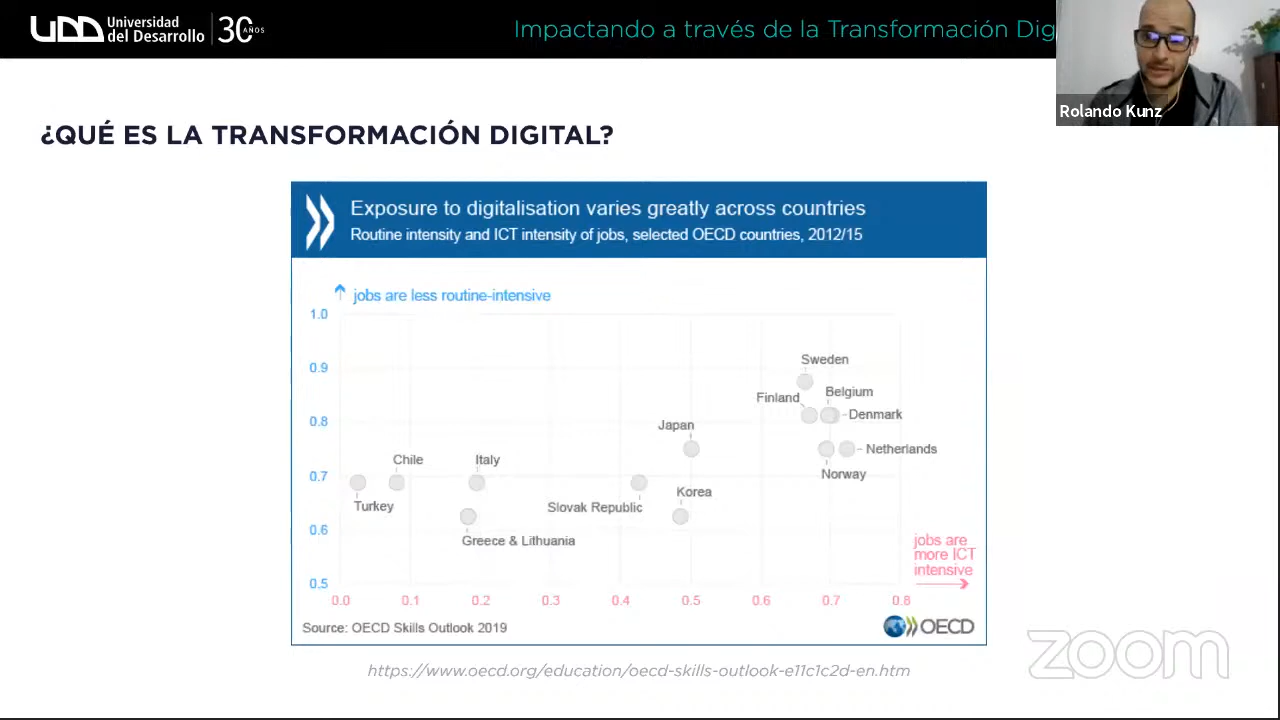 UDD Universidad
del Desarrollo
30 AÑOS
Impactando a través de la Transformación Dig
Rolando Kunz
¿QUÉ ES LA TRANSFORMACIÓN DIGITAL?
Exposure to digitalisation varies greatly across countries
Routine intensity and ICT intensity of jobs, selected OECD countries, 2012/15
jobs are less routine-intensive
1.0
0.9
0.8
0.7
0.6
0.5
Sweden
Finland
Belgium
Denmark
Japan
Netherlands
Norway
Chile
Italy
Turkey
Korea
Slovak Republic
Greece & Lithuania
jobs are
more ICT
intensive
0.0 0.1 0.2 0.3 0.4 0.5 0.6 0.7 0.8
Source: OECD Skills Outlook 2019
OECD
https://www.oecd.org/education/oecd-skills-outlook-e11c1c2d-en.htm
zoom